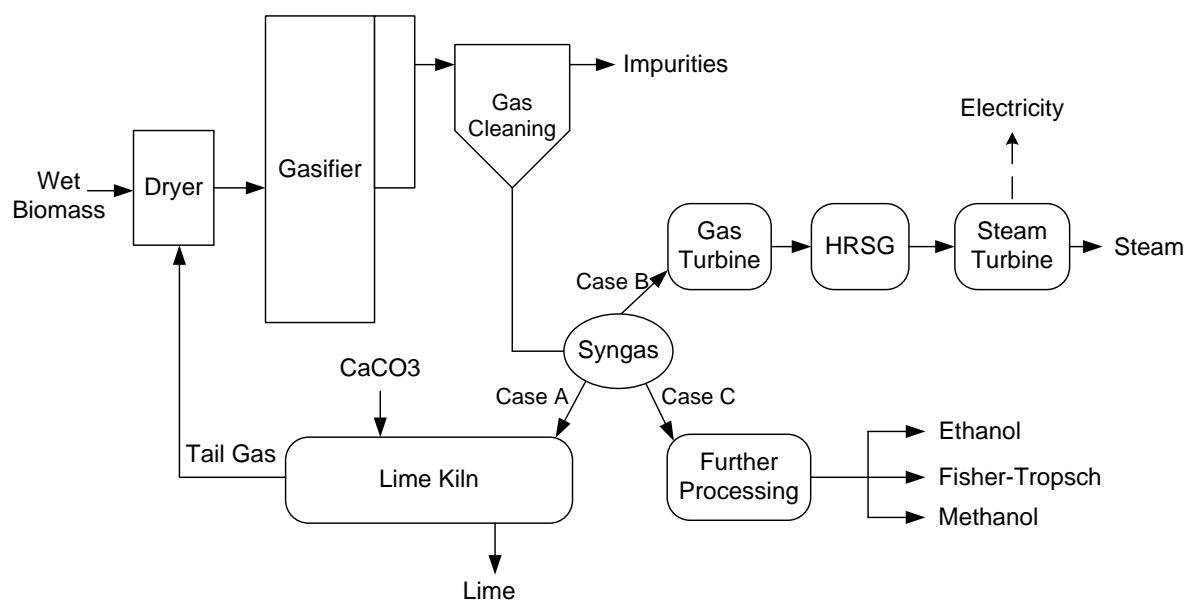 Impurities
Gas
Cleaning
Electricity
Gasifier
Wet
Biomass
Dryer
Gas
Turbine
HRSG
Steam
Turbine
Steam
Case B
Syngas
CaCO3
Case A
Case C
Tail Gas
Lime Kiln
Further
Processing
Ethanol
Fisher-Tropsch
Methanol
Lime